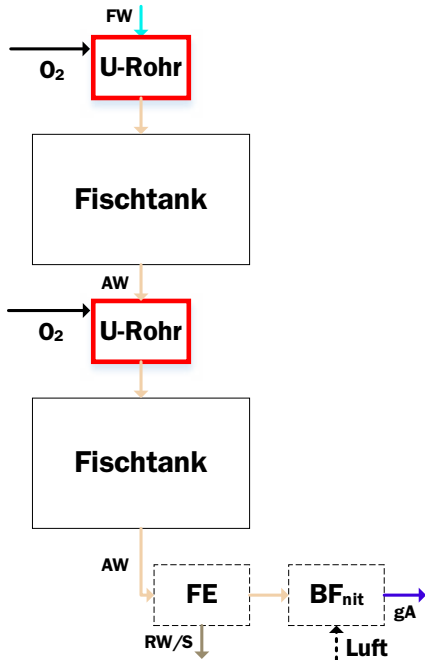 FW
O₂
U-Rohr
Fischtank
AW
O₂
U-Rohr
Fischtank
AW
FE
BFnit
gA
RW/S
Luft